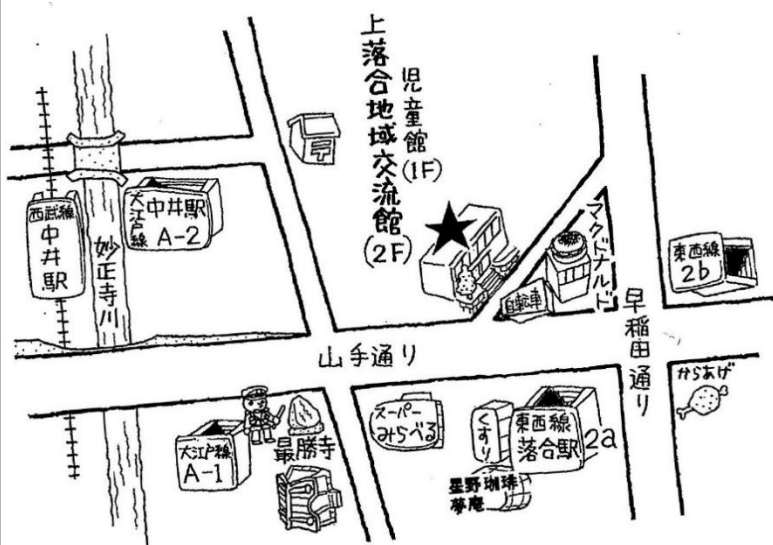 上落合地域交流館(2F)
児童館(1F)
西武線
中井駅
妙正寺川
大江戸線
中井駅
A-2
マクドナルド
自転車
東西線
2b
早稲田通り
山手通り
からあげ
大江戸線
A-1
最勝寺
スーパー
みらべる
くすり
東西線
落合駅
2a
星野珈琲
夢庵